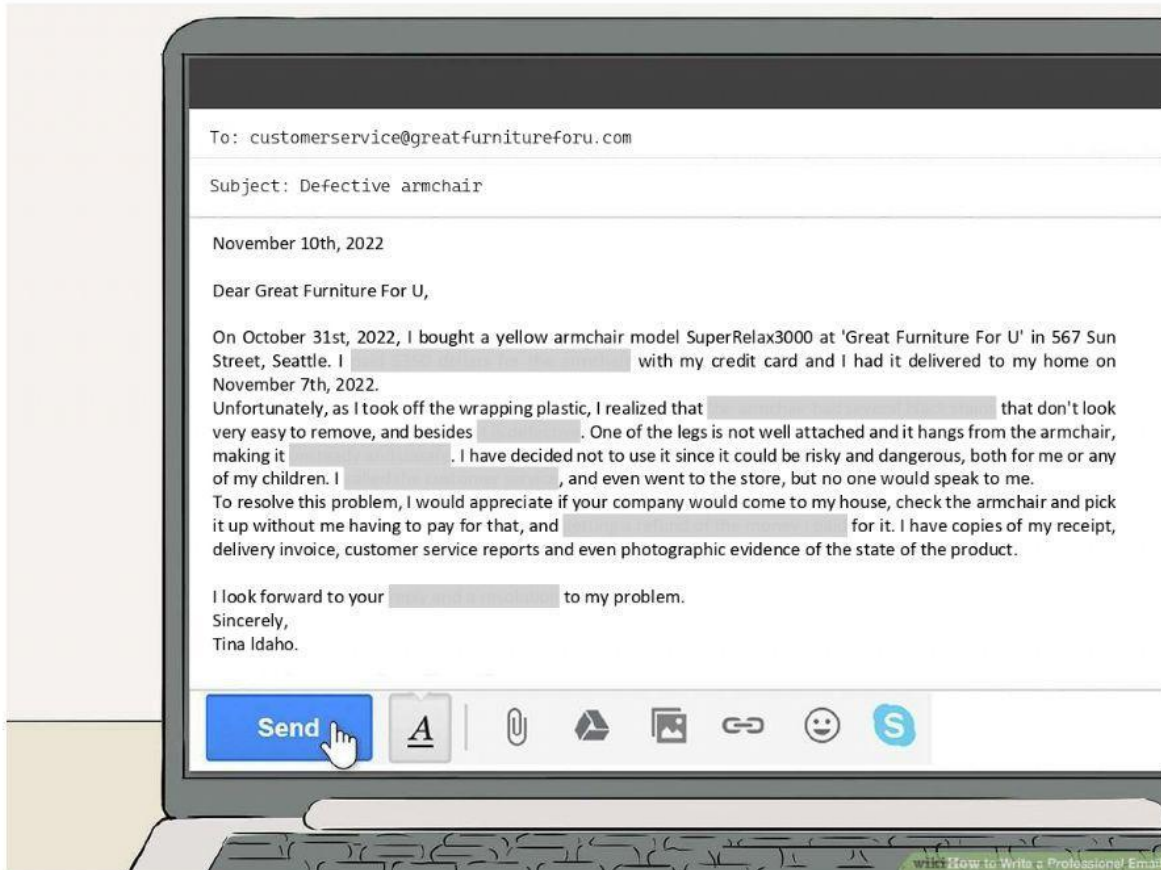 To: customerservice@greatfurnitureforu.com
Subject: Defective armchair
November 10th, 2022
Dear Great Furniture For U,
On October 31st, 2022, I bought a yellow armchair model SuperRelax3000 at 'Great Furniture For U' in 567 Sun
Street, Seattle. I with my credit card and I had it delivered to my home on
November 7th, 2022.
Unfortunately, as I took off the wrapping plastic, I realized that that don't look
very easy to remove, and besides . One of the legs is not well attached and it hangs from the armchair,
making it . I have decided not to use it since it could be risky and dangerous, both for me or any
of my children. I , and even went to the store, but no one would speak to me.
To resolve this problem, I would appreciate if your company would come to my house, check the armchair and pick
it up without me having to pay for that, and for it. I have copies of my receipt,
delivery invoice, customer service reports and even photographic evidence of the state of the product.
I look forward to your to my problem.
Sincerely,
Tina Idaho.
Send A S
wikiHow to Write a Professional Email